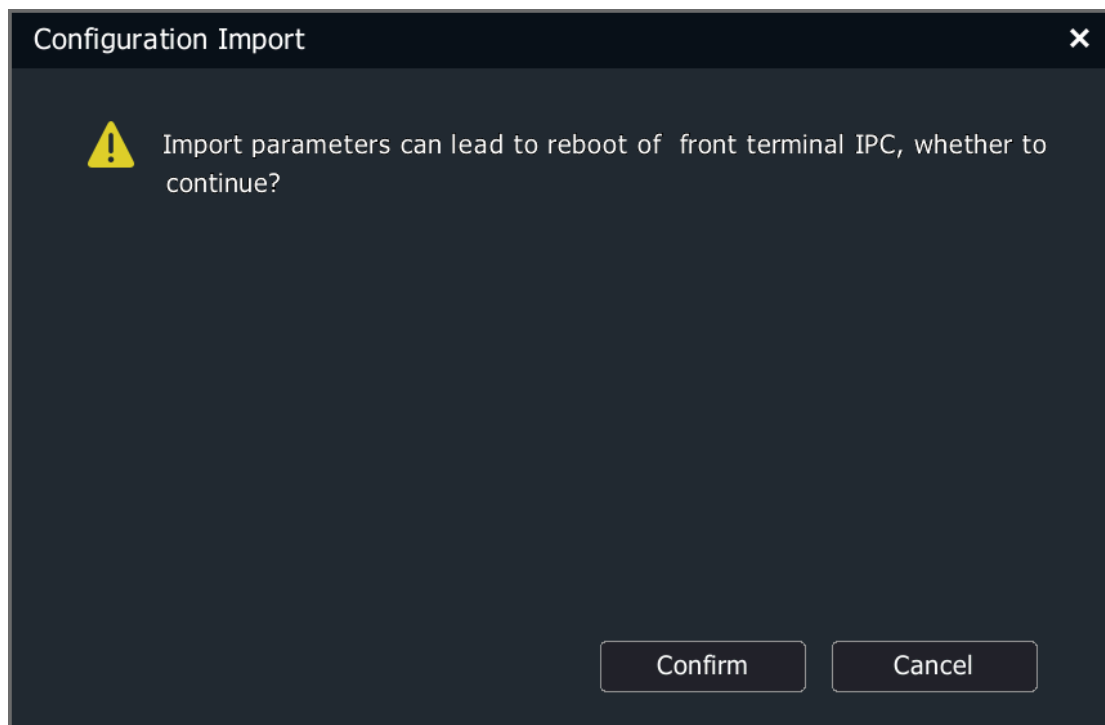 Configuration Import
Import parameters can lead to reboot of  front terminal IPC, whether to
continue?
Confirm
Cancel